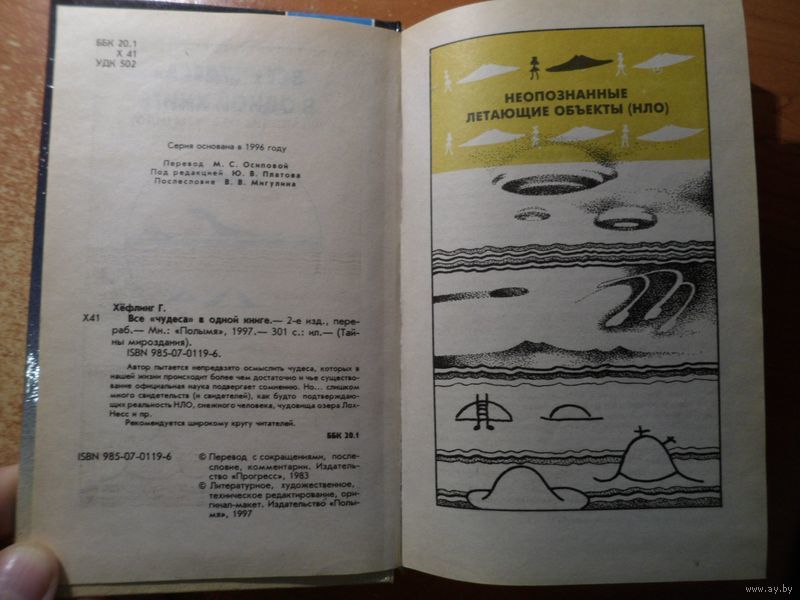 ББК 20.1
Х 41
УДК 502
Серия основана в 1996 году
Перевод М. С. Осиповой
Под редакцией Ю. В. Платова
Послесловие В. В. Мигулина
Хёфлинг Г.
Х41 Все «чудеса» в одной книге.— 2-е изд., пере-
раб.— Мн.: «Полымя», 1997.— 301 с.: ил.— (Тай-
ны мироздания).
ISBN 985-07-0119-6.
Автор пытается непредвзято осмыслить чудеса, которых в
нашей жизни происходит более чем достаточно и чье существо-
вание официальная наука подвергает сомнению. Но... слишком
много свидетельств (и свидетелей), как будто подтверждаю-
щих реальность НЛО, снежного человека, чудовища озера Лох-
Несс и пр.
Рекомендуется широкому кругу читателей.
ББК 20.1
ISBN 985-07-0119-6
© Перевод с сокращениями, после-
словие, комментарии. Издатель-
ство «Прогресс», 1983
© Литературное, художественное,
техническое редактирование, ори-
гинал-макет. Издательство «Полы-
мя», 1997
НЕОПОЗНАННЫЕ
ЛЕТАЮЩИЕ ОБЪЕКТЫ (НЛО)
www.ay.by